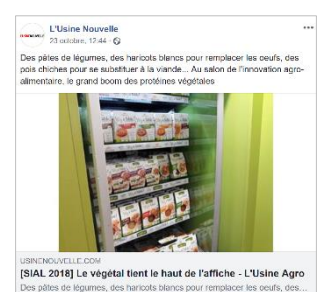 L'Usine Nouvelle
23 octobre, 12:44 ·
Des pâtes de légumes, des haricots blancs pour remplacer les oeufs, des
pois chiches pour se substituer à la viande... Au salon de l'innovation agro-
alimentaire, le grand boom des protéines végétales
USINENOUVELLE.COM
[SIAL 2018] Le végétal tient le haut de l'affiche - L'Usine Agro
Des pâtes de légumes, des haricots blancs pour remplacer les oeufs, des...